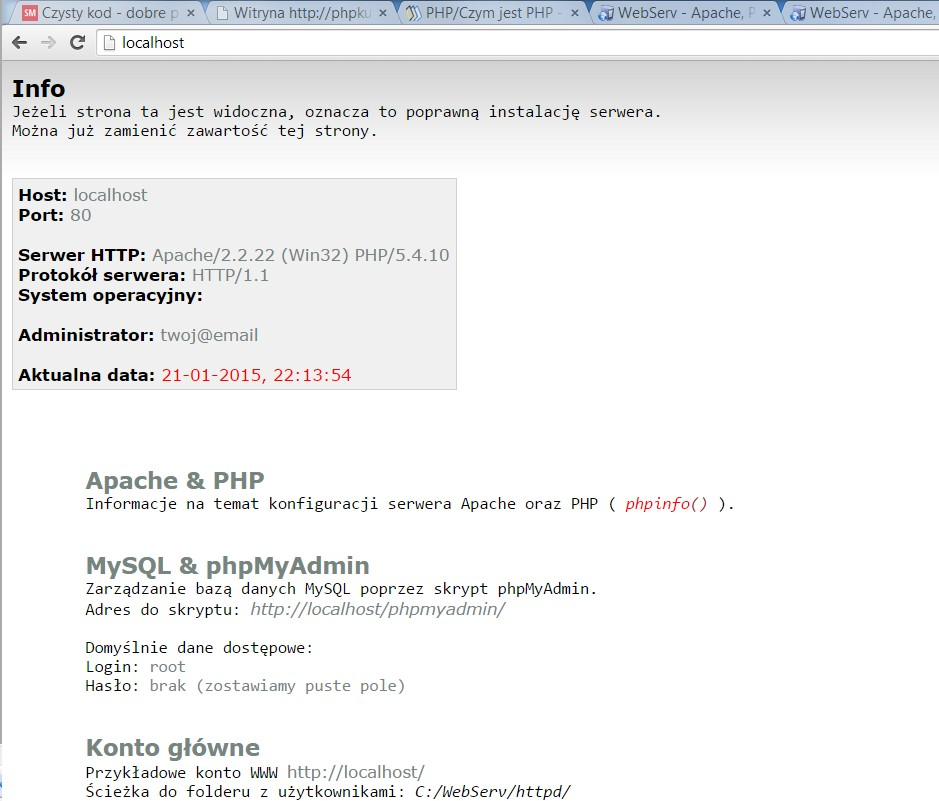 SM Czysty kod - dobre p
Witryna http://phpku
PHP/Czym jest PHP -
WebServ - Apache, P
WebServ - Apache,
localhost
Info
Jeżeli strona ta jest widoczna, oznacza to poprawną instalację serwera.
Można już zamienić zawartość tej strony.
Host: localhost
Port: 80
Serwer HTTP: Apache/2.2.22 (Win32) PHP/5.4.10
Protokół serwera: HTTP/1.1
System operacyjny:
Administrator: twoj@email
Aktualna data: 21-01-2015, 22:13:54
Apache & PHP
Informacje na temat konfiguracji serwera Apache oraz PHP ( phpinfo() ).
MySQL & phpMyAdmin
Zarządzanie bazą danych MySQL poprzez skrypt phpMyAdmin.
Adres do skryptu: http://localhost/phpmyadmin/
Domyślnie dane dostępowe:
Login: root
Hasło: brak (zostawiamy puste pole)
Konto główne
Przykładowe konto WWW http://localhost/
Ścieżka do folderu z użytkownikami: C:/WebServ/httpd/